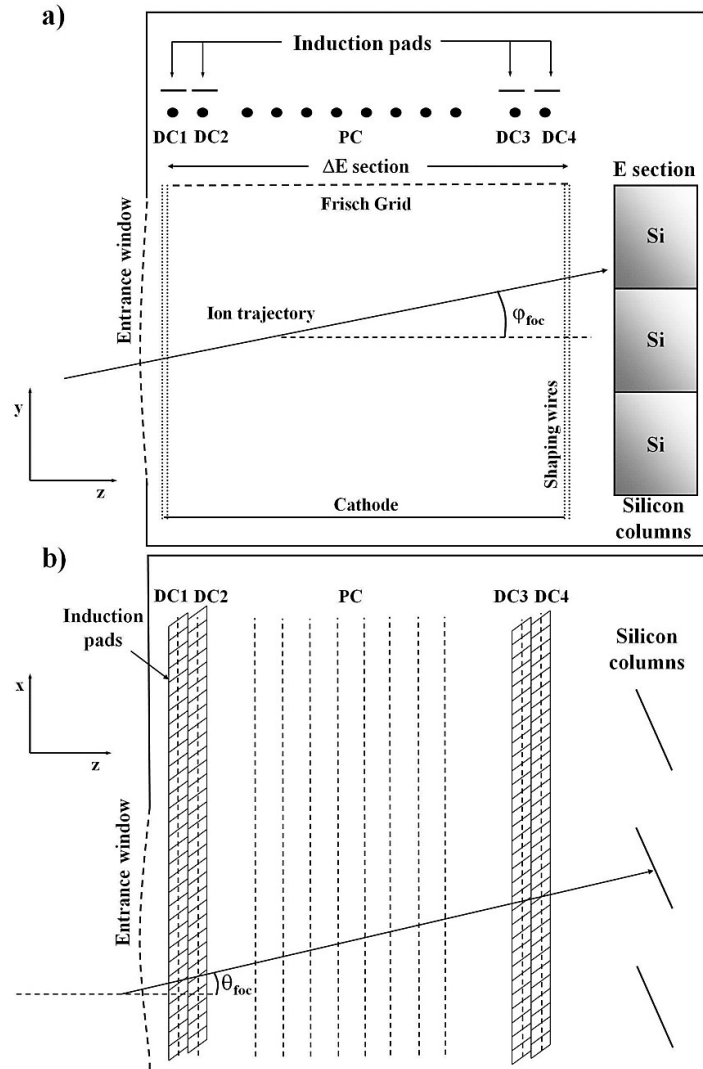 a)
Induction pads
DC1 DC2 PC DC3 DC4
ΔE section
E section
Frisch Grid
Si
Entrance window
Ion trajectory
φfoc
Si
y
z
Shaping wires
Si
Cathode
Silicon
columns
b)
DC1 DC2 PC DC3 DC4
Induction
pads
Silicon
columns
x
z
Entrance window
θfoc